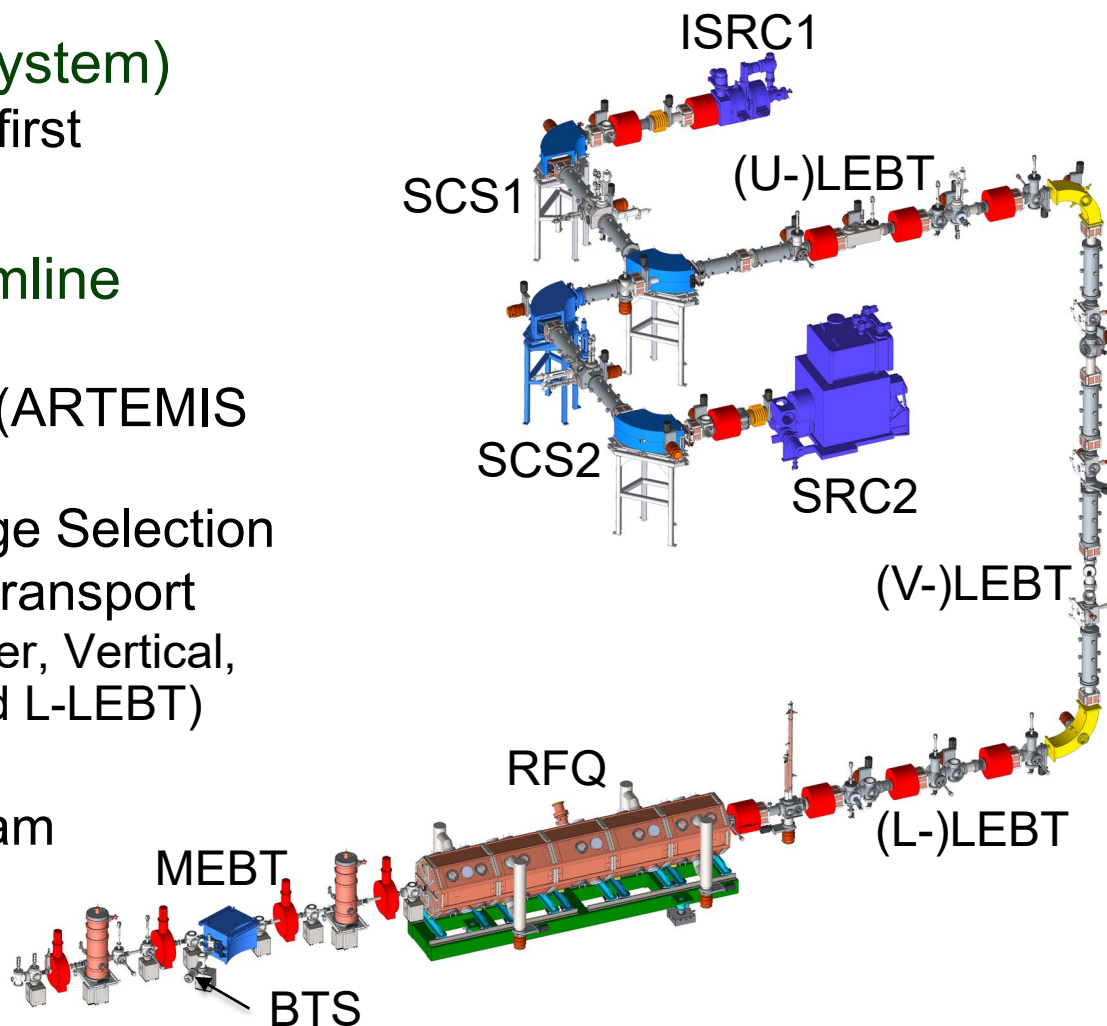 ystem)
first
mline
(ARTEMIS
ge Selection
ransport
er, Vertical,
d L-LEBT)
am
ISRC1
(U-)LEBT
SCS1
SCS2
SRC2
(V-)LEBT
RFQ
(L-)LEBT
MEBT
BTS